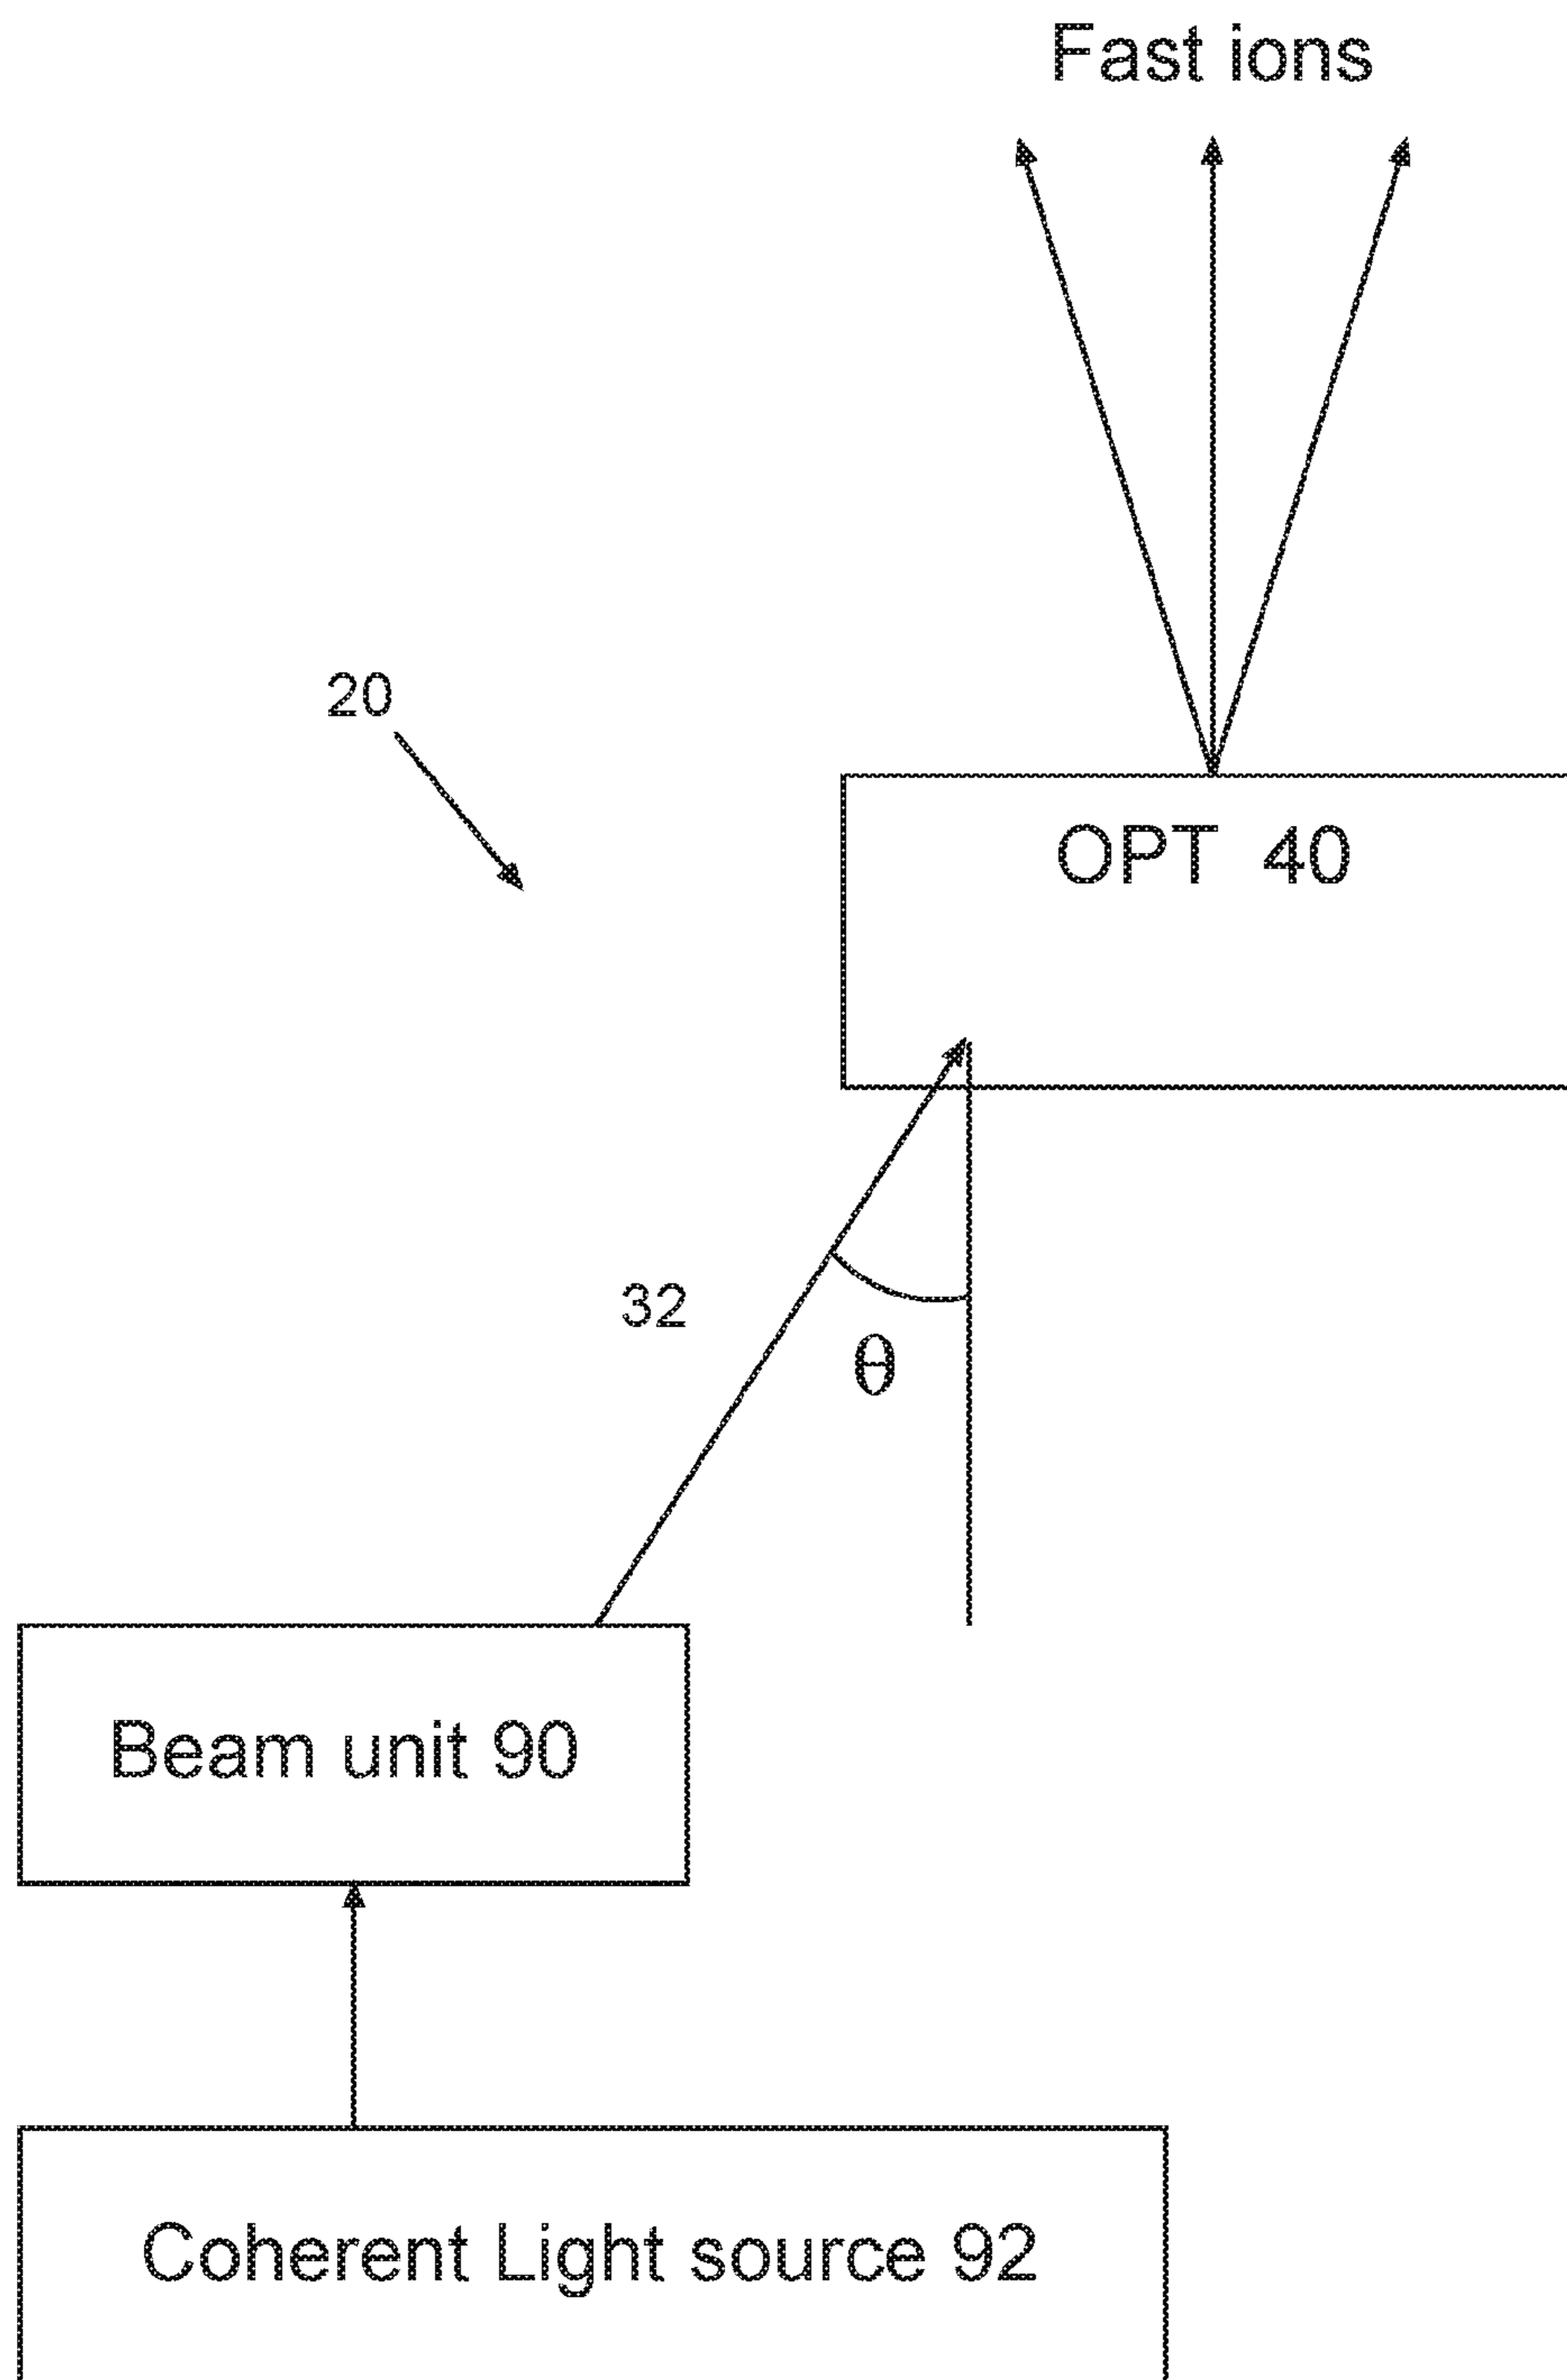 Fast ions
20
OPT 40
32
θ
Beam unit 90
Coherent Light source 92